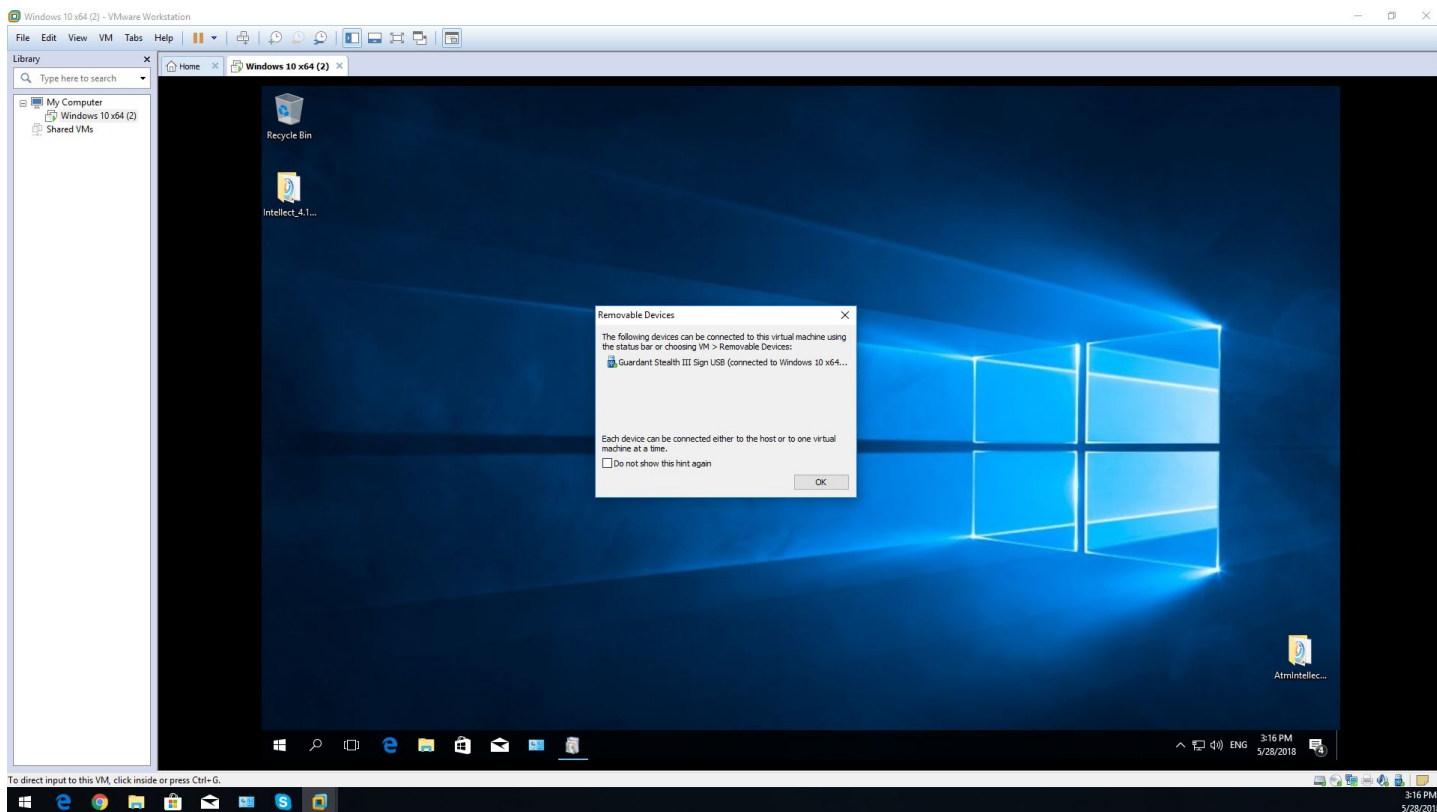 Windows 10 x64 (2) - VMware Workstation
File Edit View VM Tabs Help
Library
Type here to search
My Computer
Windows 10 x64 (2)
Shared VMs
Home
Windows 10 x64 (2)
Recycle Bin
Intellect_4.1...
Removable Devices
The following devices can be connected to this virtual machine using
the status bar or choosing VM > Removable Devices:
Guardant Stealth III Sign USB (connected to Windows 10 x64...
Each device can be connected either to the host or to one virtual
machine at a time.
Do not show this hint again
OK
AtmIntellec...
ENG
3:16 PM
5/28/2018
4
To direct input to this VM, click inside or press Ctrl+G.
3:16 PM
5/28/201